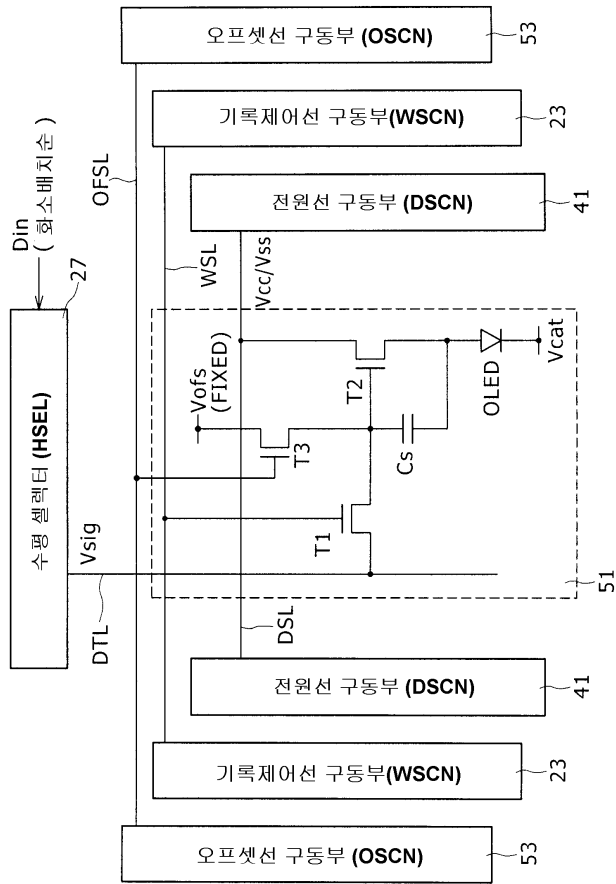 오프셋선 구동부 (OSCN)
53
기록제어선 구동부(WSCN)
23
전원선 구동부 (DSCN)
41
Din
( 화소배치순 )
27
수평 셀렉터 (HSEL)
OFSL
WSL
Vcc/Vss
Vofs
(FIXED)
T2
T3
Cs
T1
OLED
Vcat
Vsig
DTL
DSL
51
전원선 구동부 (DSCN)
41
기록제어선 구동부(WSCN)
23
오프셋선 구동부 (OSCN)
53